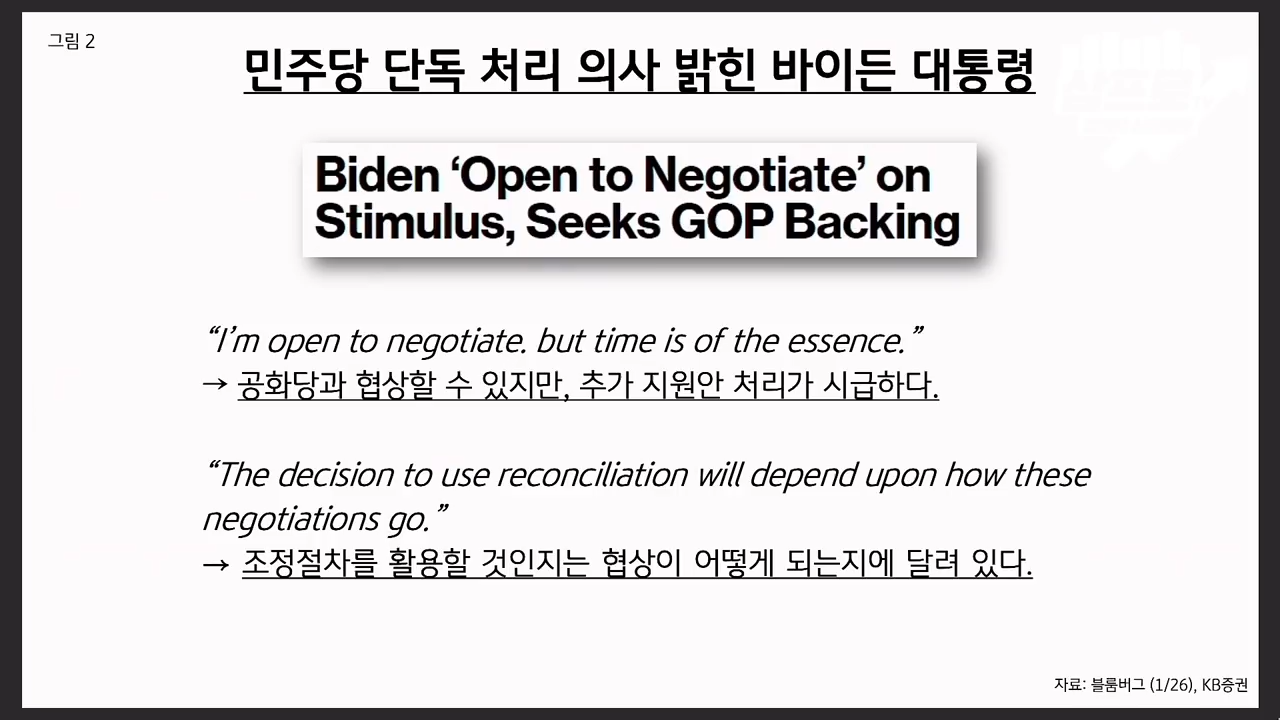 그림 2
민주당 단독 처리 의사 밝힌 바이든 대통령
Biden ‘Open to Negotiate’ on
Stimulus, Seeks GOP Backing
“I’m open to negotiate. but time is of the essence.”
→ 공화당과 협상할 수 있지만, 추가 지원안 처리가 시급하다.
“The decision to use reconciliation will depend upon how these
negotiations go.”
→ 조정절차를 활용할 것인지는 협상이 어떻게 되는지에 달려 있다.
자료: 블룸버그 (1/26), KB증권